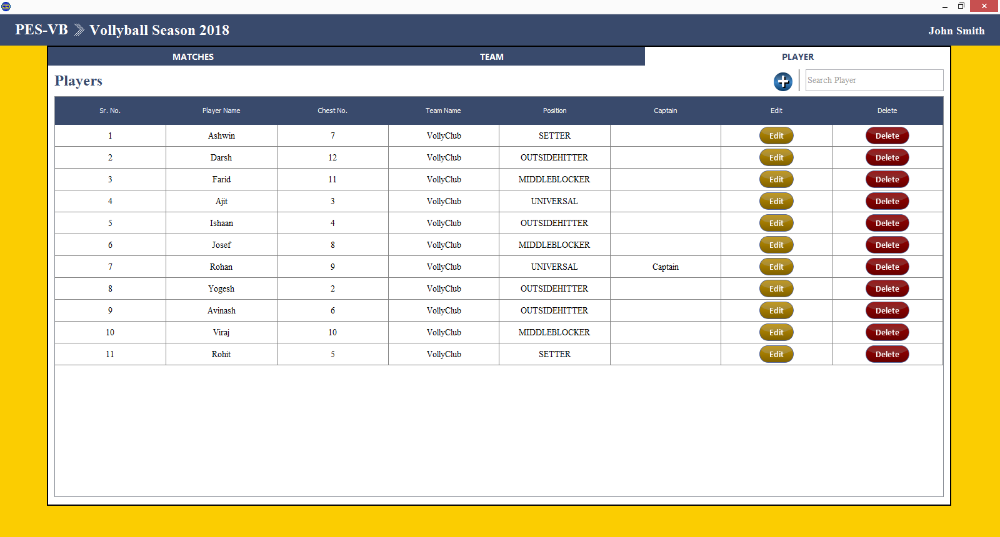 PES-VB Vollyball Season 2018 John Smith
MATCHES TEAM PLAYER
Players Search Player
Sr. No. Player Name Chest No. Team Name Position Captain Edit Delete
1 Ashwin 7 VollyClub SETTER Edit Delete
2 Darsh 12 VollyClub OUTSIDEHITTER Edit Delete
3 Farid 11 VollyClub MIDDLEBLOCKER Edit Delete
4 Ajit 3 VollyClub UNIVERSAL Edit Delete
5 Ishaan 4 VollyClub OUTSIDEHITTER Edit Delete
6 Josef 8 VollyClub MIDDLEBLOCKER Edit Delete
7 Rohan 9 VollyClub UNIVERSAL Captain Edit Delete
8 Yogesh 2 VollyClub OUTSIDEHITTER Edit Delete
9 Avinash 6 VollyClub OUTSIDEHITTER Edit Delete
10 Viraj 10 VollyClub MIDDLEBLOCKER Edit Delete
11 Rohit 5 VollyClub SETTER Edit Delete